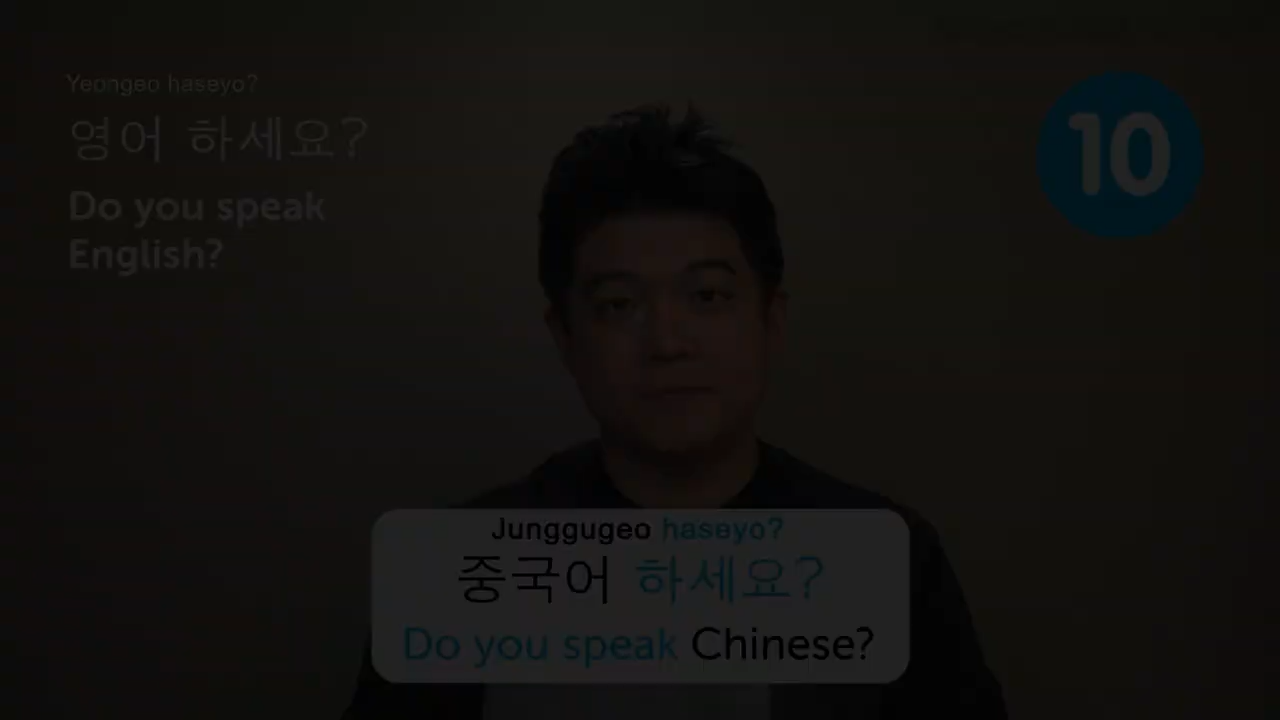 Yeongeo haseyo?
영어 하세요?
Do you speak
English?
10
Junggugeo haseyo?
중국어 하세요?
Do you speak Chinese?